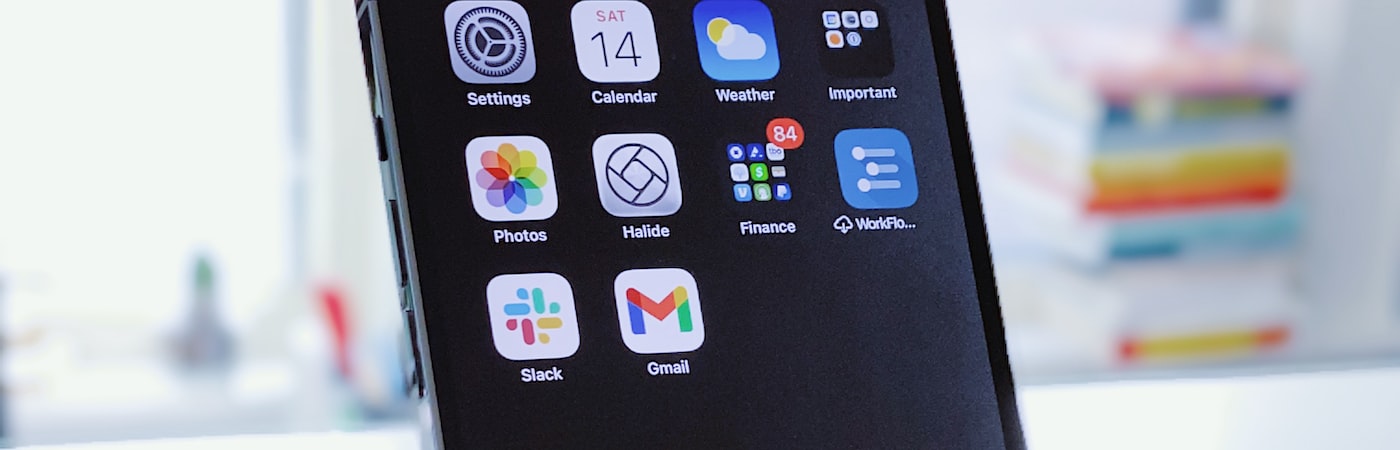 SAT
14
Settings
Calendar
Weather
Important
84
Photos
Halide
Finance
WorkFlo...
Slack
Gmail